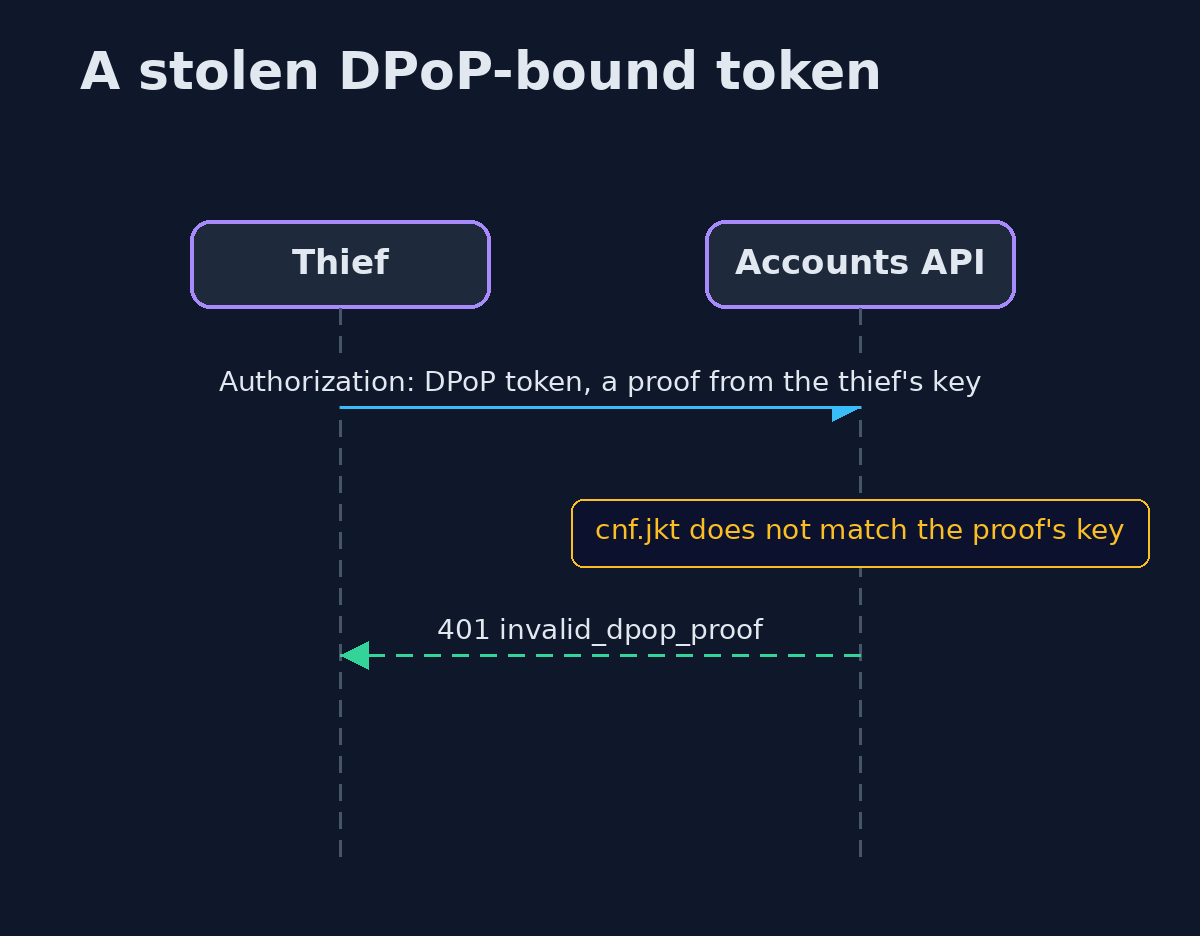 A stolen DPoP-bound token
Thief
Accounts API
Authorization: DPoP token, a proof from the thief's key
cnf.jkt does not match the proof's key
401 invalid_dpop_proof